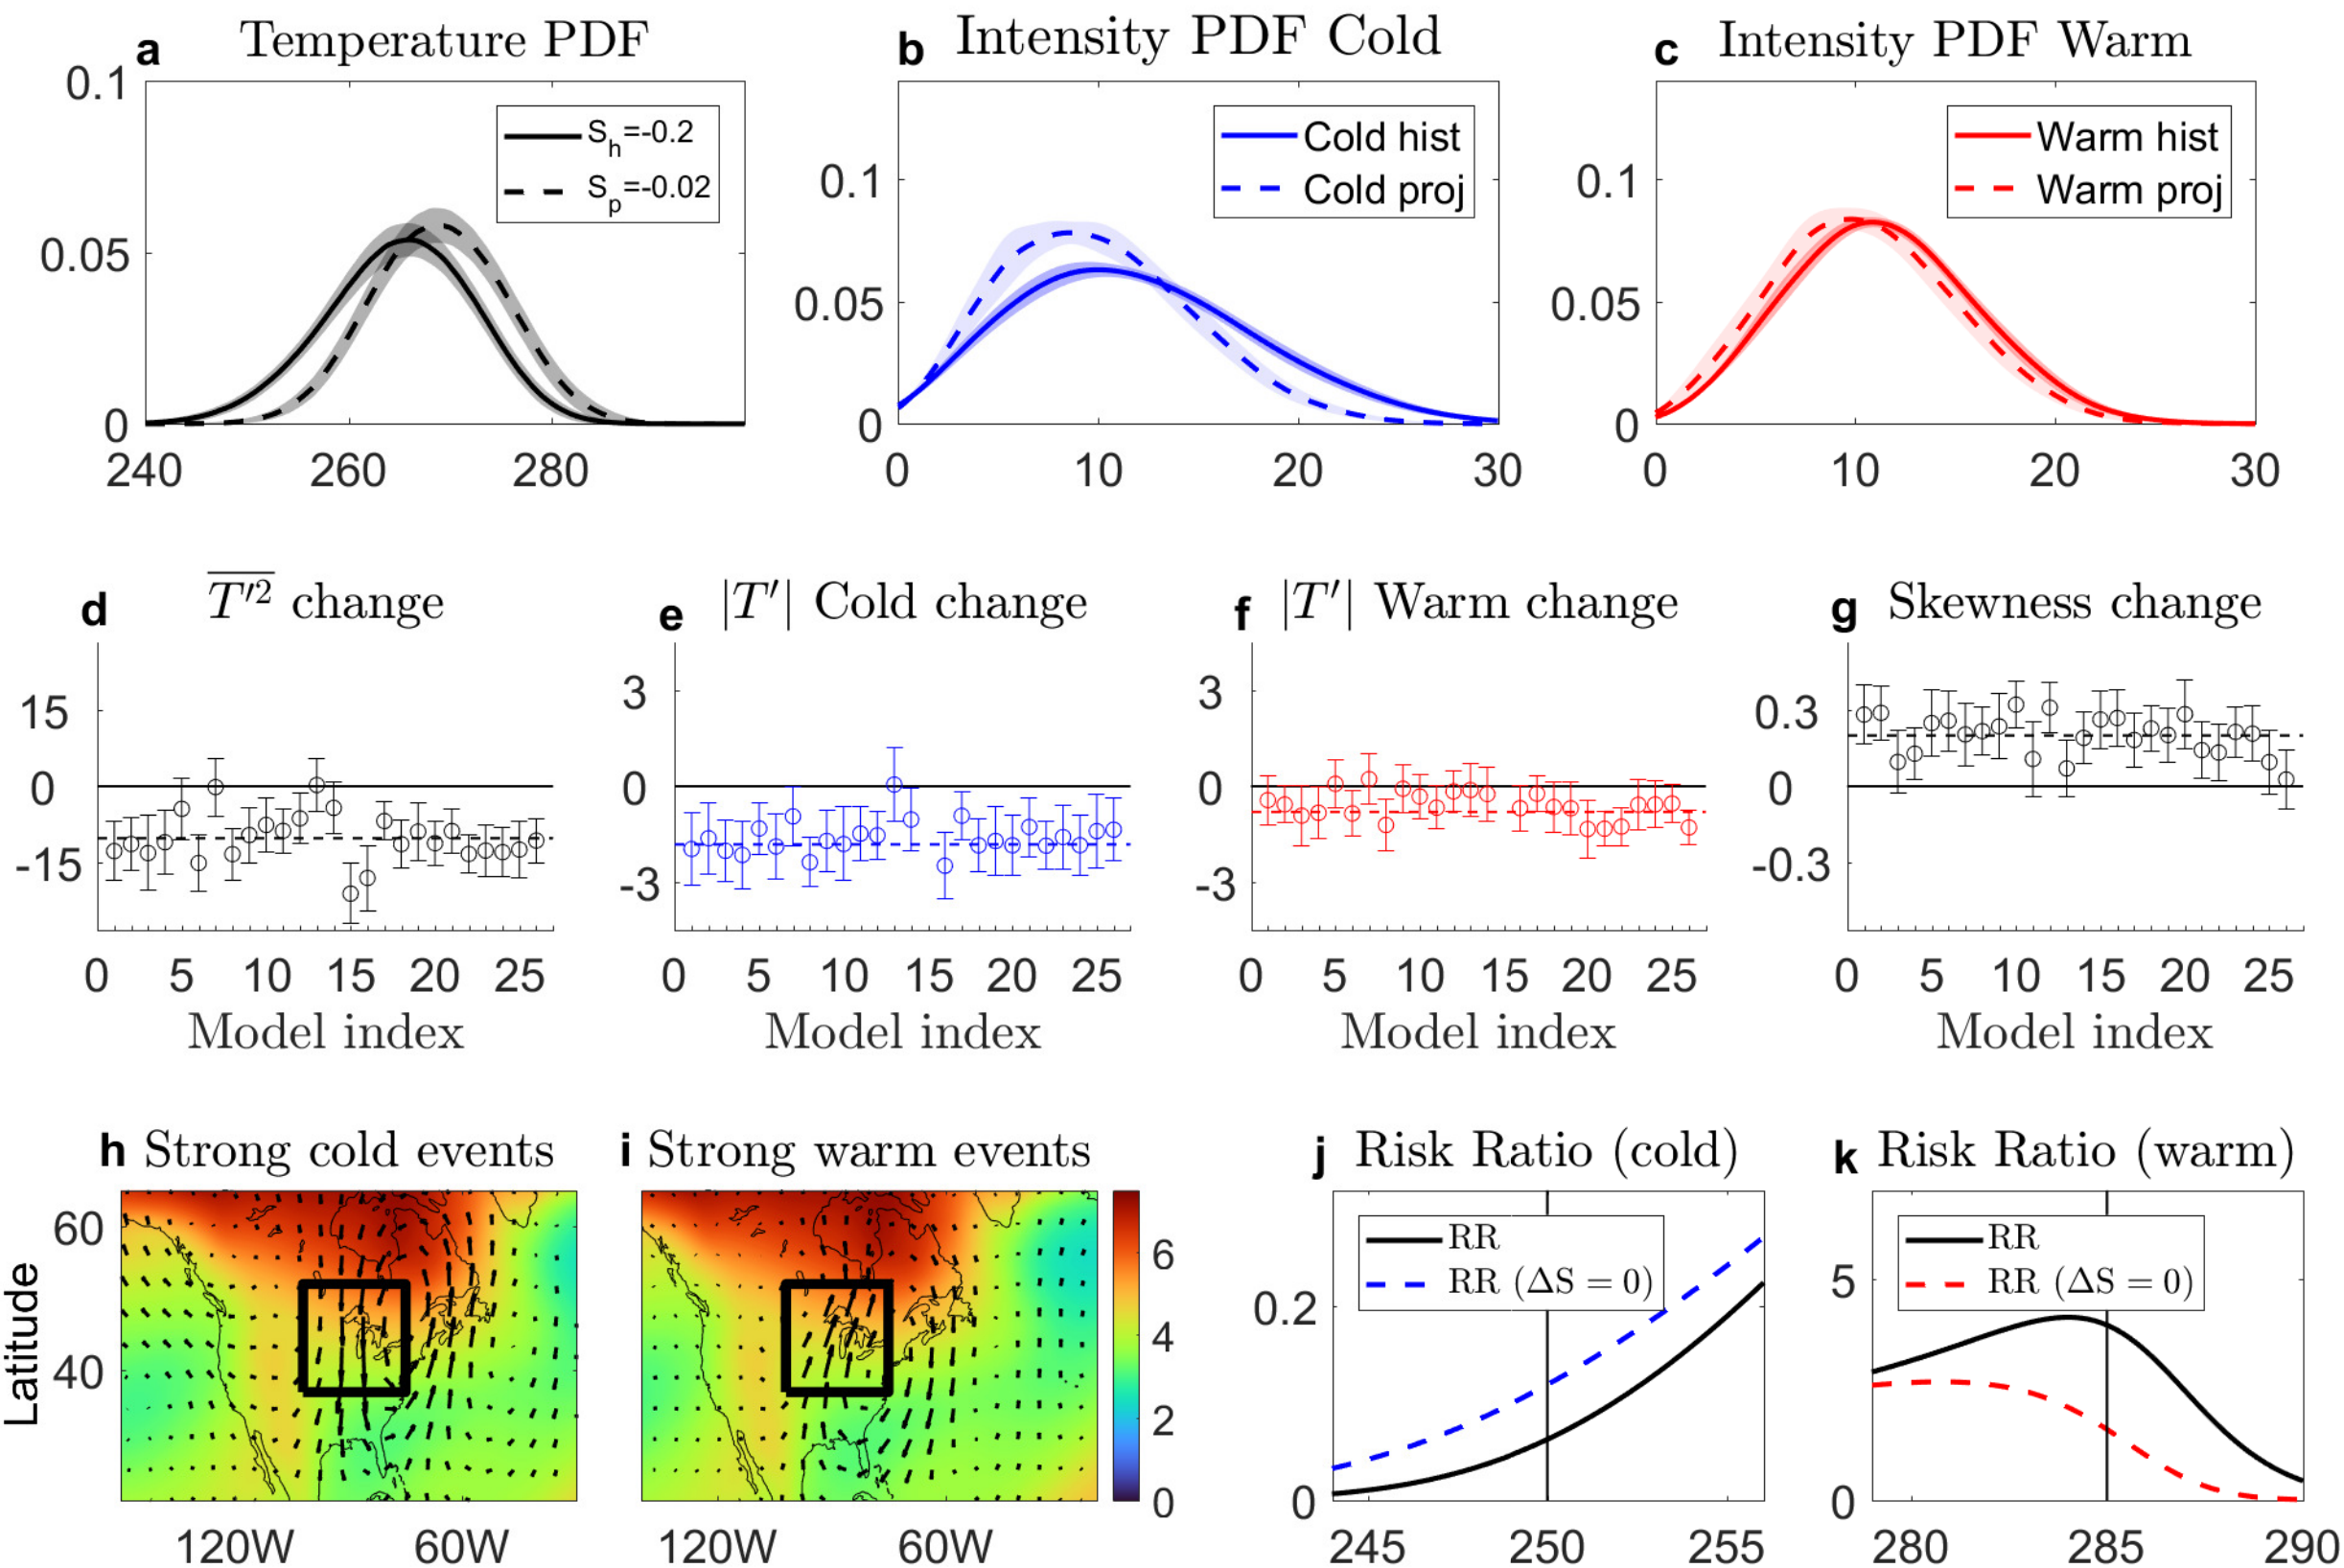 a Temperature PDF
0.1
0.05
0
240 260 280
S_h=-0.2
S_p=-0.02
b Intensity PDF Cold
0.1
0.05
0
0 10 20 30
Cold hist
Cold proj
c Intensity PDF Warm
0.1
0.05
0
0 10 20 30
Warm hist
Warm proj
d \overline{T′²} change
15
0
-15
0 5 10 15 20 25
Model index
e |T′| Cold change
3
0
-3
0 5 10 15 20 25
Model index
f |T′| Warm change
3
0
-3
0 5 10 15 20 25
Model index
g Skewness change
0.3
0
-0.3
0 5 10 15 20 25
Model index
h Strong cold events
Latitude
60
40
120W 60W
i Strong warm events
120W 60W
6
4
2
0
j Risk Ratio (cold)
RR
RR (ΔS = 0)
0.2
0
245 250 255
k Risk Ratio (warm)
RR
RR (ΔS = 0)
5
0
280 285 290